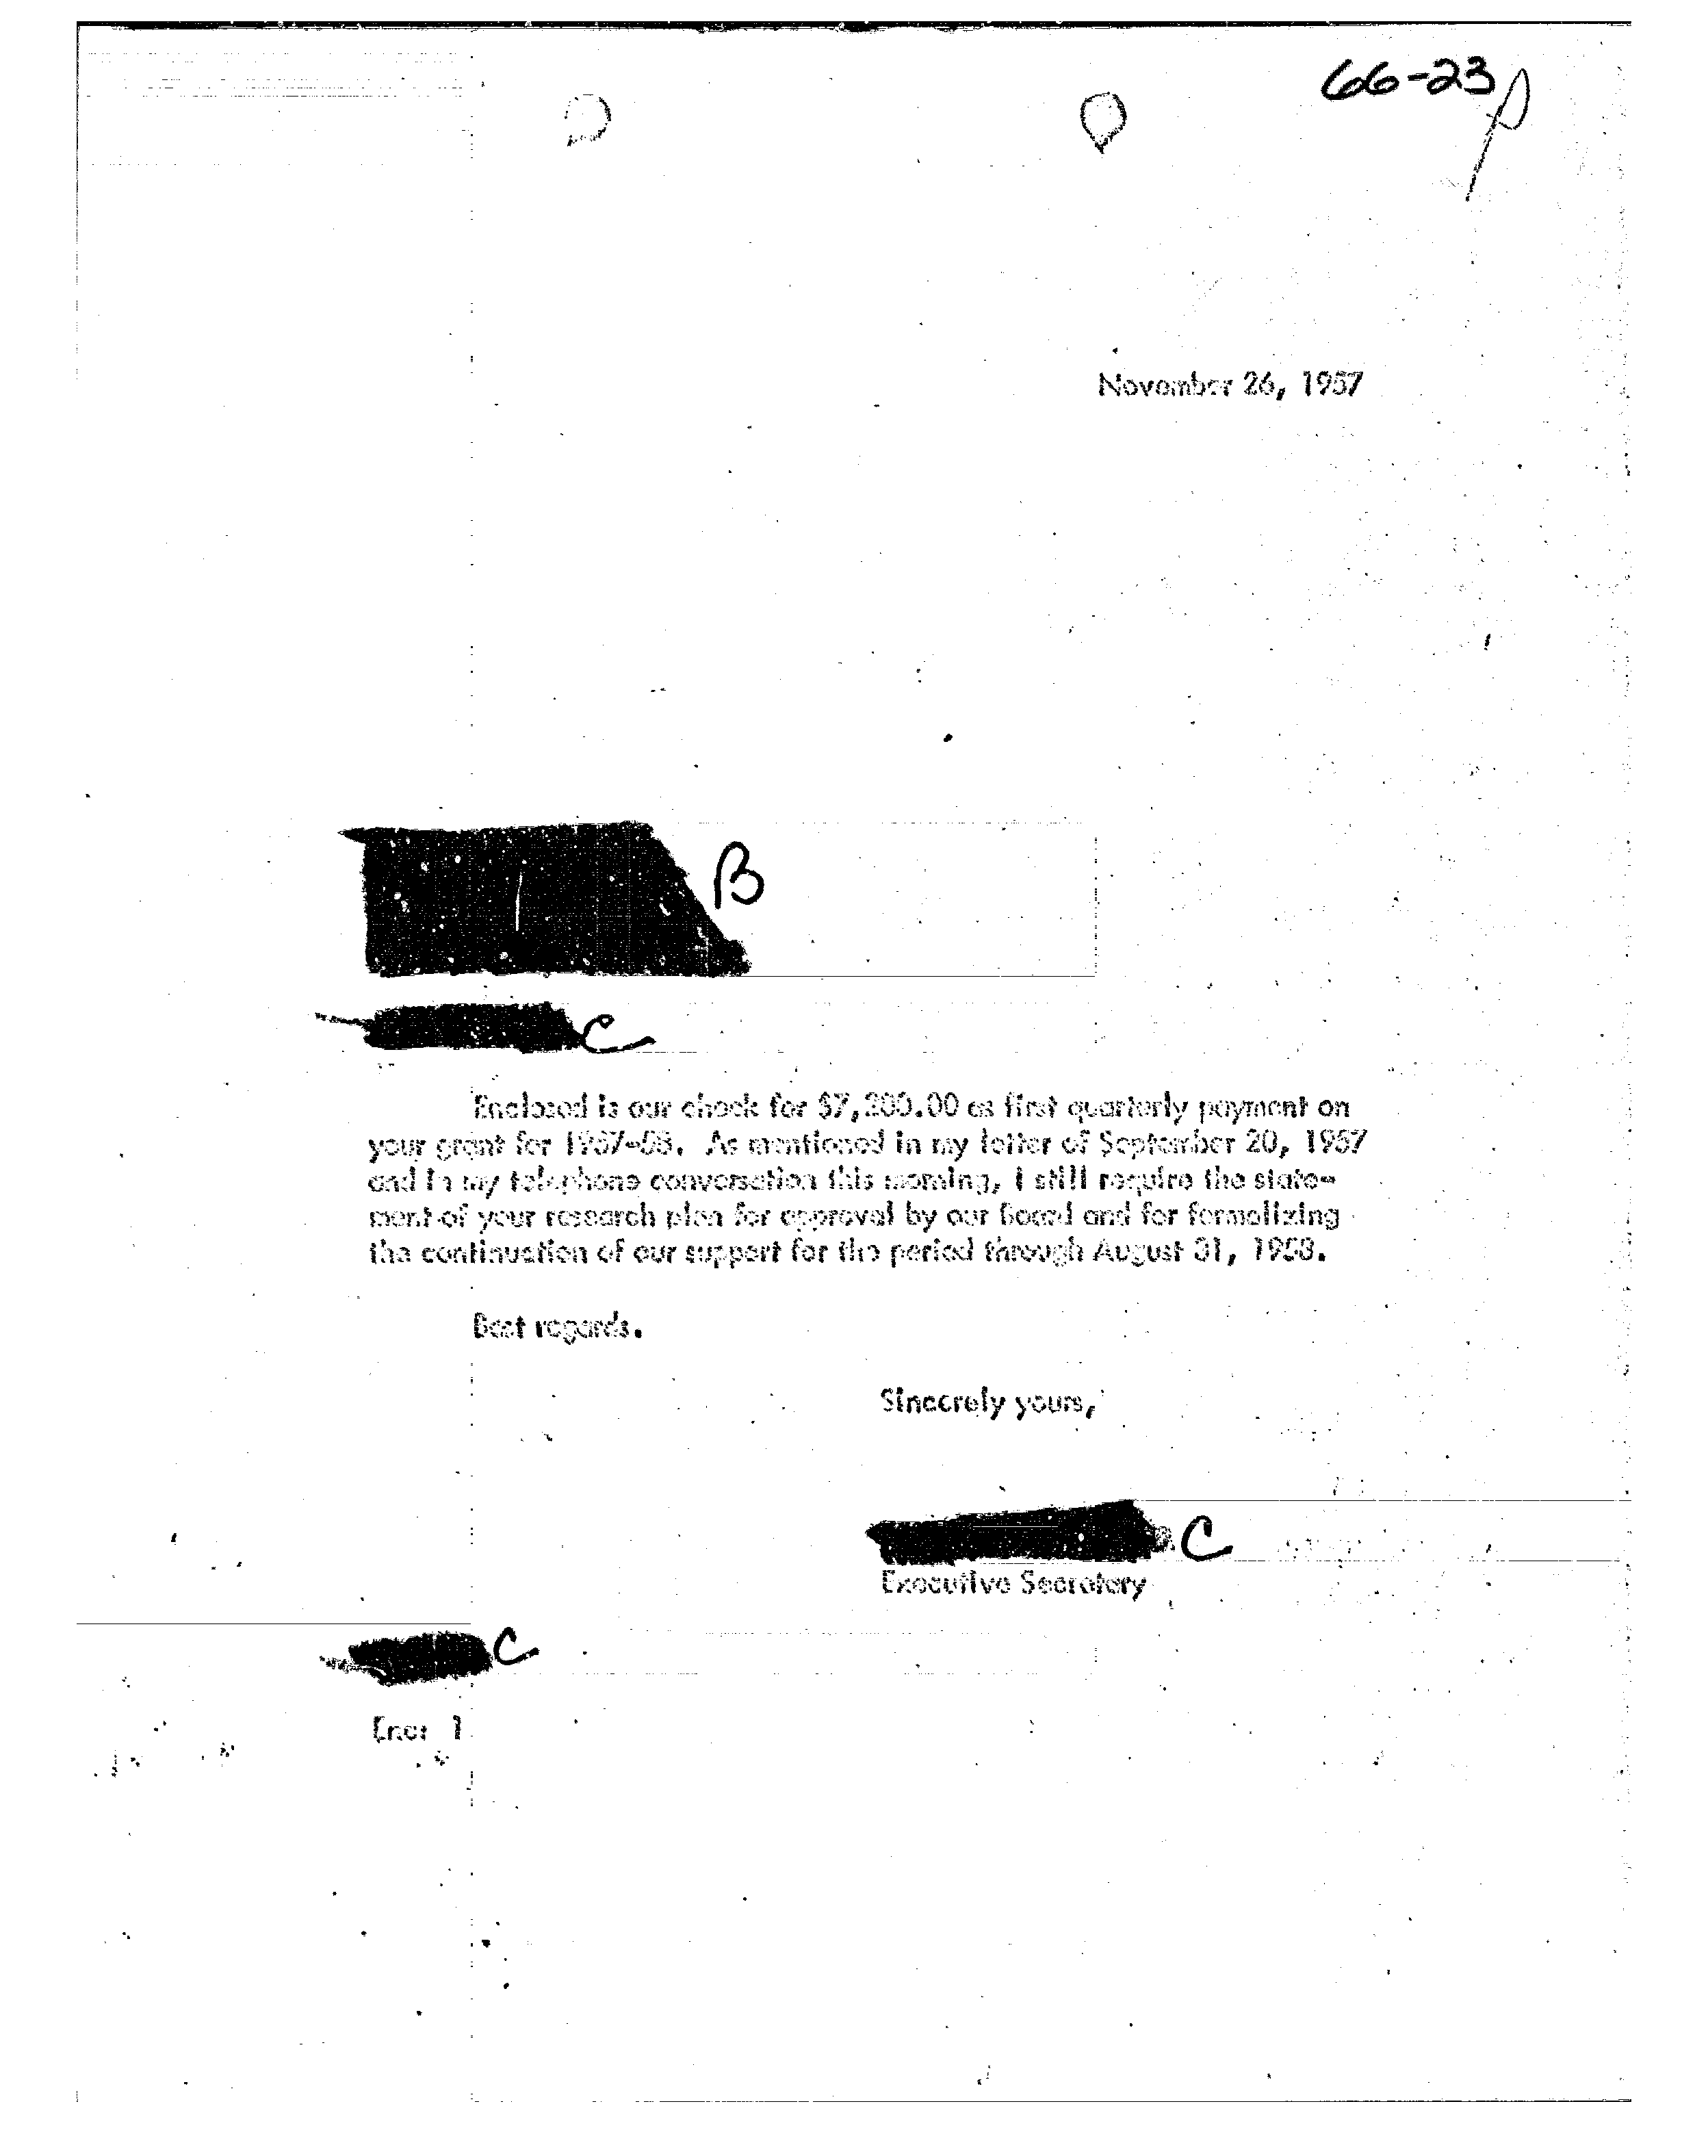 66-23
November 26, 1957
B
C
Enclosed is our check for $7,200.00 as first quarterly payment on
your grant for 1957-58. As mentioned in my letter of September 20, 1957
and in my telephone conversation this morning, I still require the state-
ment of your research plan for approval by our Board and for formalizing
the continuation of our support for the period through August 31, 1958.
Best regards.
Sincerely yours,
C
Executive Secretary
C
Encr 1